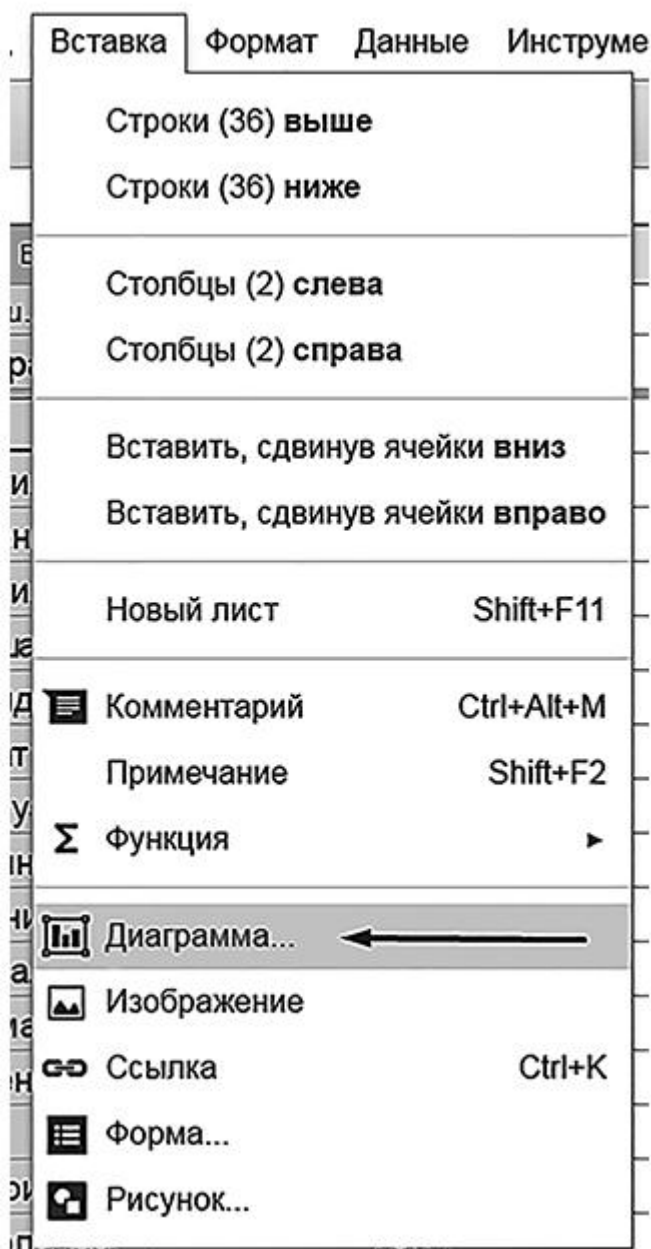 Вставка Формат Данные Инструме
Строки (36) выше
Строки (36) ниже
Столбцы (2) слева
Столбцы (2) справа
Вставить, сдвинув ячейки вниз
Вставить, сдвинув ячейки вправо
Новый лист Shift+F11
Комментарий Ctrl+Alt+M
Примечание Shift+F2
Σ Функция ►
Диаграмма...
Изображение
Ссылка Ctrl+K
Форма...
Рисунок...